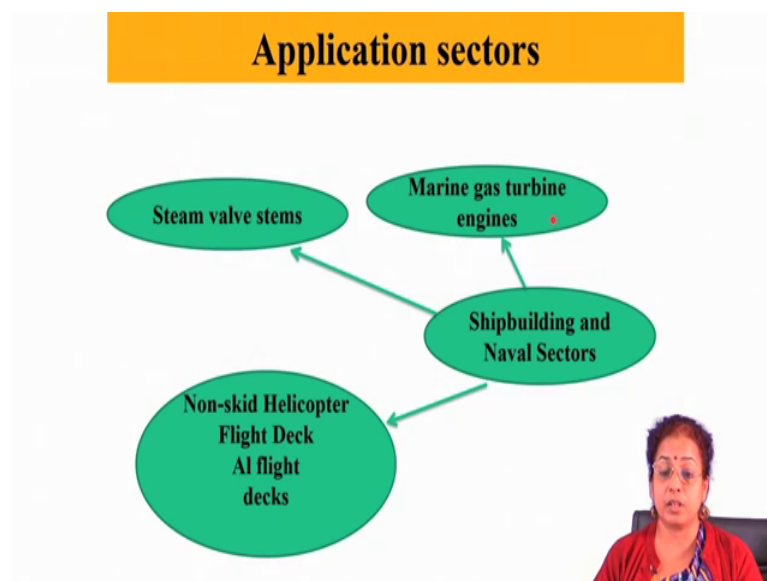 Application sectors
Steam valve stems
Marine gas turbine
engines
Shipbuilding and
Naval Sectors
Non-skid Helicopter
Flight Deck
Al flight
decks